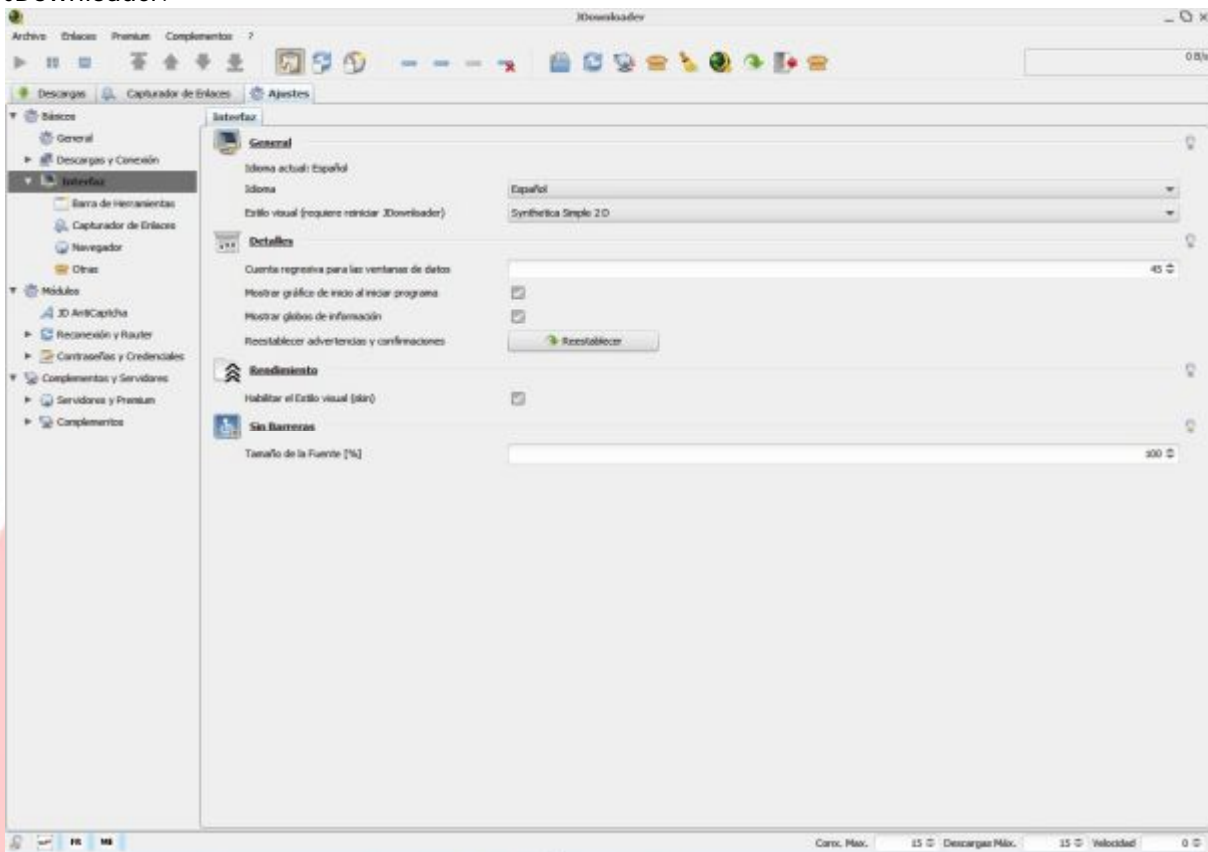 JDownloader.
JDownloader
Archivo Enlaces Premium Complementos ?
0 B/s
Descargas Capturador de Enlaces Ajustes
Básicos
General
Descargas y Conexión
Interfaz
Barra de Herramientas
Capturador de Enlaces
Navegador
Otras
Módulos
JD AntiCaptcha
Reconexión y Router
Contraseñas y Credenciales
Complementos y Servidores
Servidores y Premium
Complementos
Interfaz
General
Idioma actual: Español
Idioma Español
Estilo visual (requiere reiniciar JDownloader) Synthetica Simple 2D
Detalles
Cuenta regresiva para las ventanas de datos 45
Mostrar gráfico de inicio al iniciar programa
Mostrar globos de información
Reestablecer advertencias y confirmaciones Reestablecer
Rendimiento
Habilitar el Estilo visual (skin)
Sin Barreras
Tamaño de la Fuente [%] 100
FR MB
Conx. Max. 15 Descargas Máx. 15 Velocidad 0